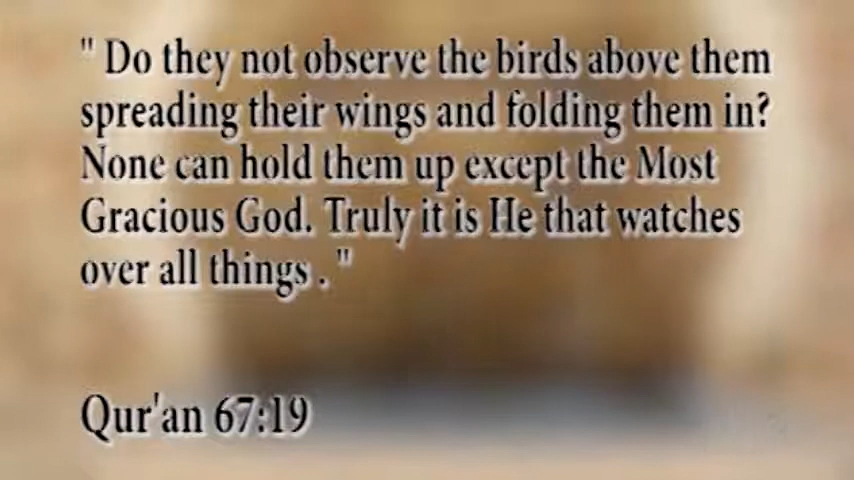 " Do they not observe the birds above them
spreading their wings and folding them in?
None can hold them up except the Most
Gracious God. Truly it is He that watches
over all things . "
Qur'an 67:19